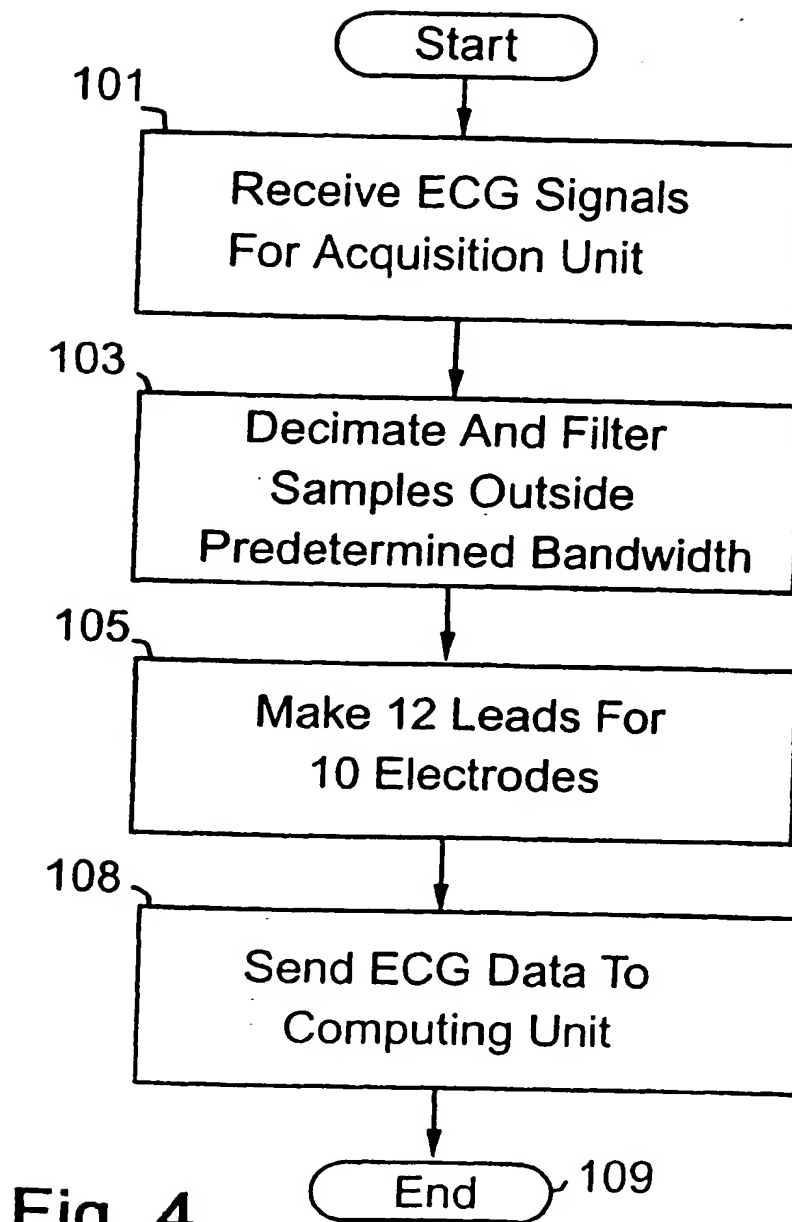 Start
101
Receive ECG Signals
For Acquisition Unit
103
Decimate And Filter
Samples Outside
Predetermined Bandwidth
105
Make 12 Leads For
10 Electrodes
108
Send ECG Data To
Computing Unit
End
109
Fig. 4